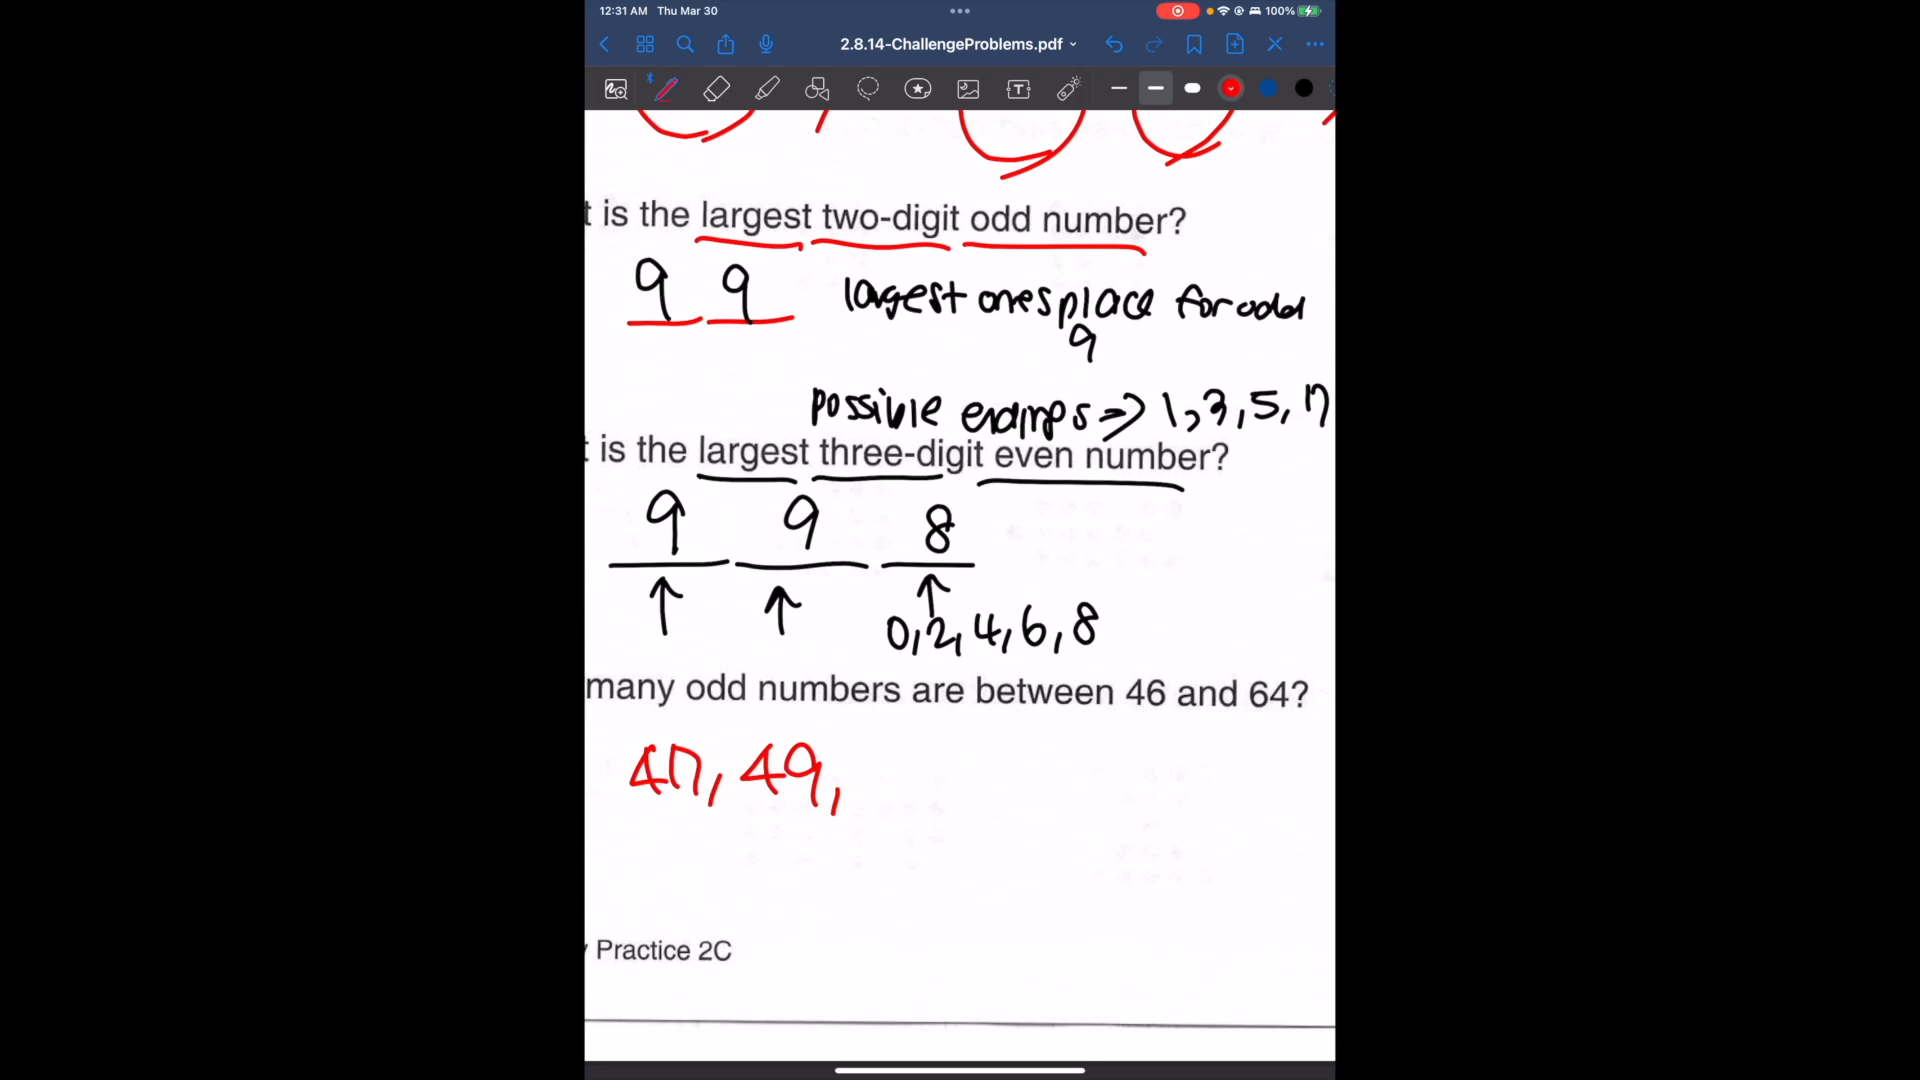 12:31 AM Thu Mar 30
100%
2.8.14-ChallengeProblems.pdf
t is the largest two-digit odd number?
9 9 largest ones place for odd
9
possible
1, 3, 5, 7
t is the largest three-digit even number?
9 9 8
0, 2, 4, 6, 8
many odd numbers are between 46 and 64?
47, 49,
y Practice 2C